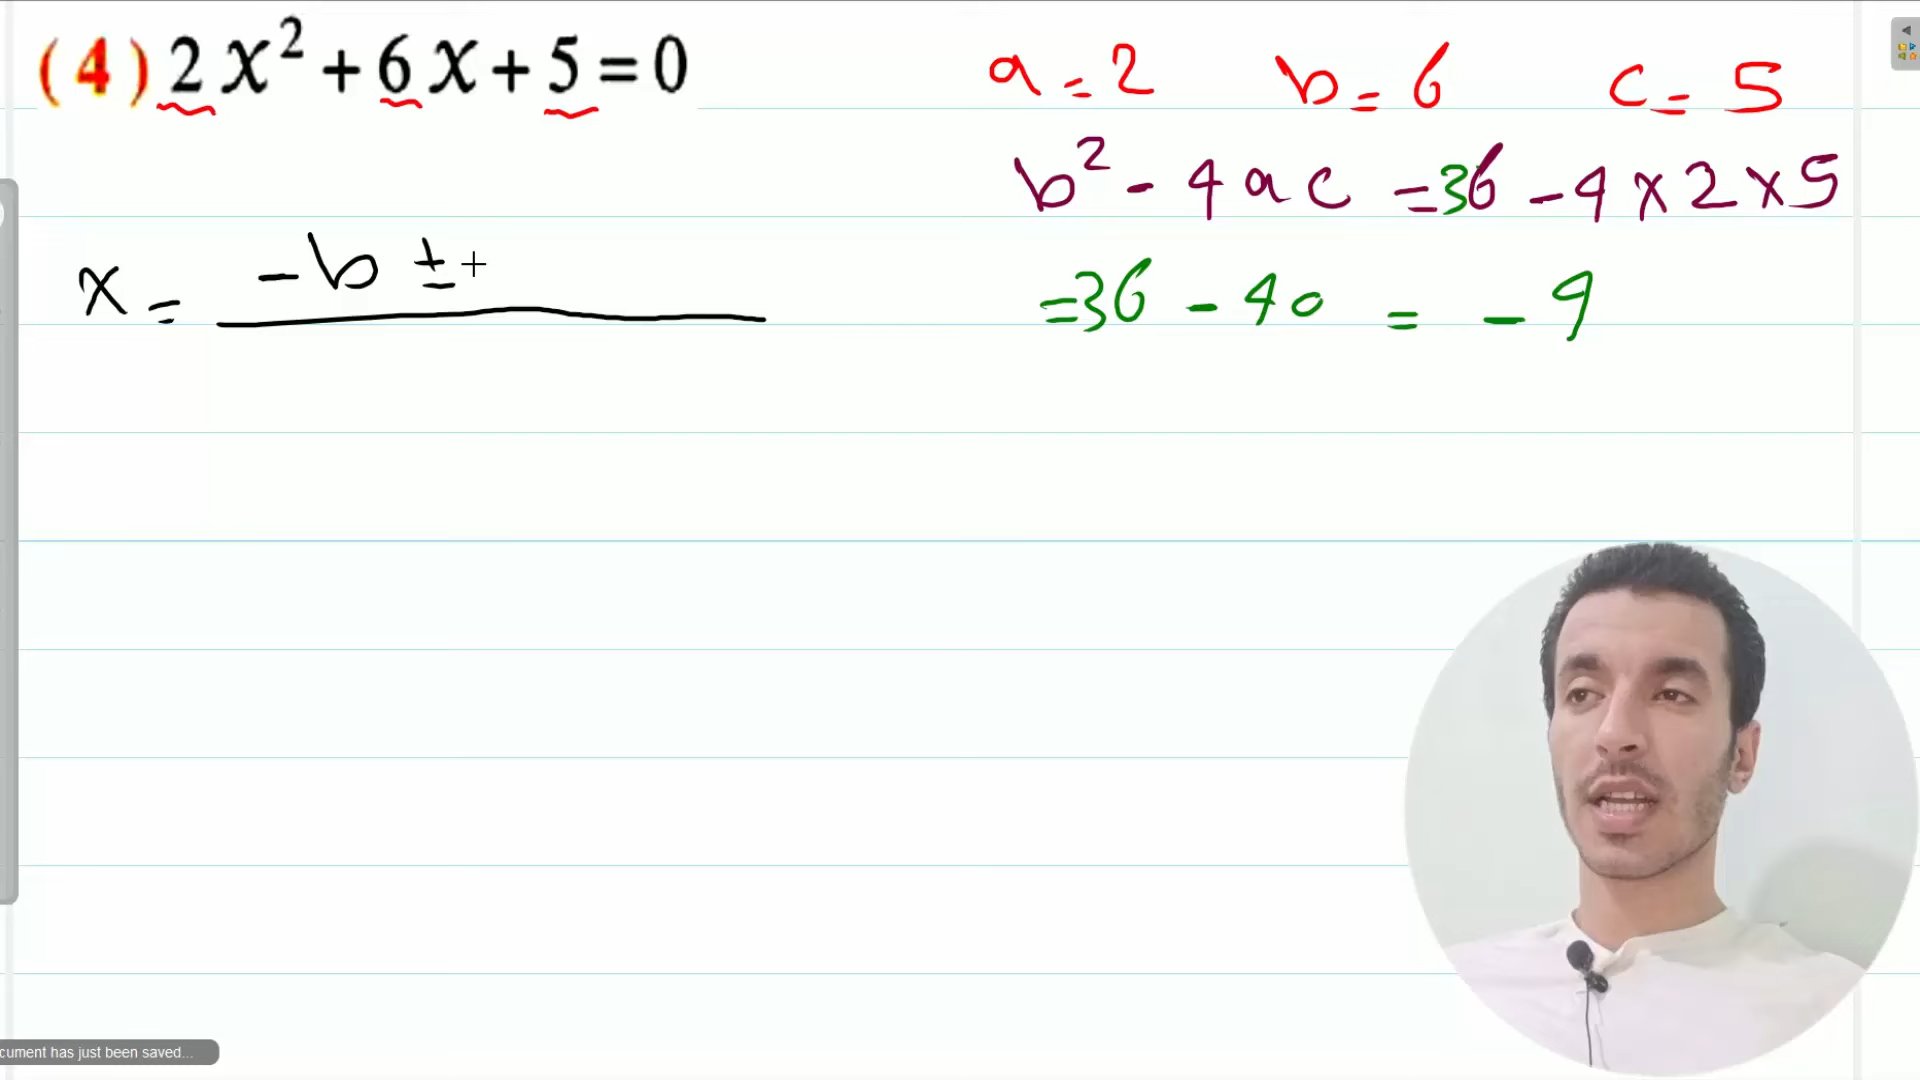 (4) 2x² + 6x + 5 = 0
a = 2 b = 6 c = 5
b² - 4ac = 36 - 4 × 2 × 5
= 36 - 40 = - 4
x = -b ±
cument has just been saved...